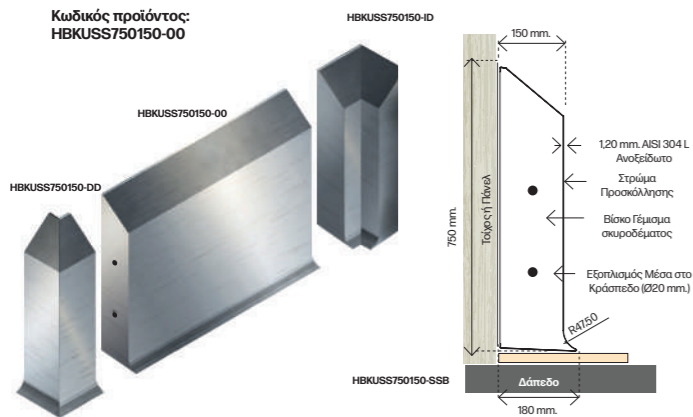 Κωδικός προϊόντος:
HBKUSS750150-00
HBKUSS750150-ID
HBKUSS750150-00
HBKUSS750150-DD
150 mm.
1,20 mm. AISI 304 L
Ανοξείδωτο
Στρώμα
Προσκόλλησης
Βίσκο Γέμισμα
σκυροδέματος
Εξοπλισμός Μέσα στο
Κράσπεδο (Ø20 mm.)
750 mm.
Τοίχος ή Πάνελ
R47.50
HBKUSS750150-SSB
Δάπεδο
180 mm.